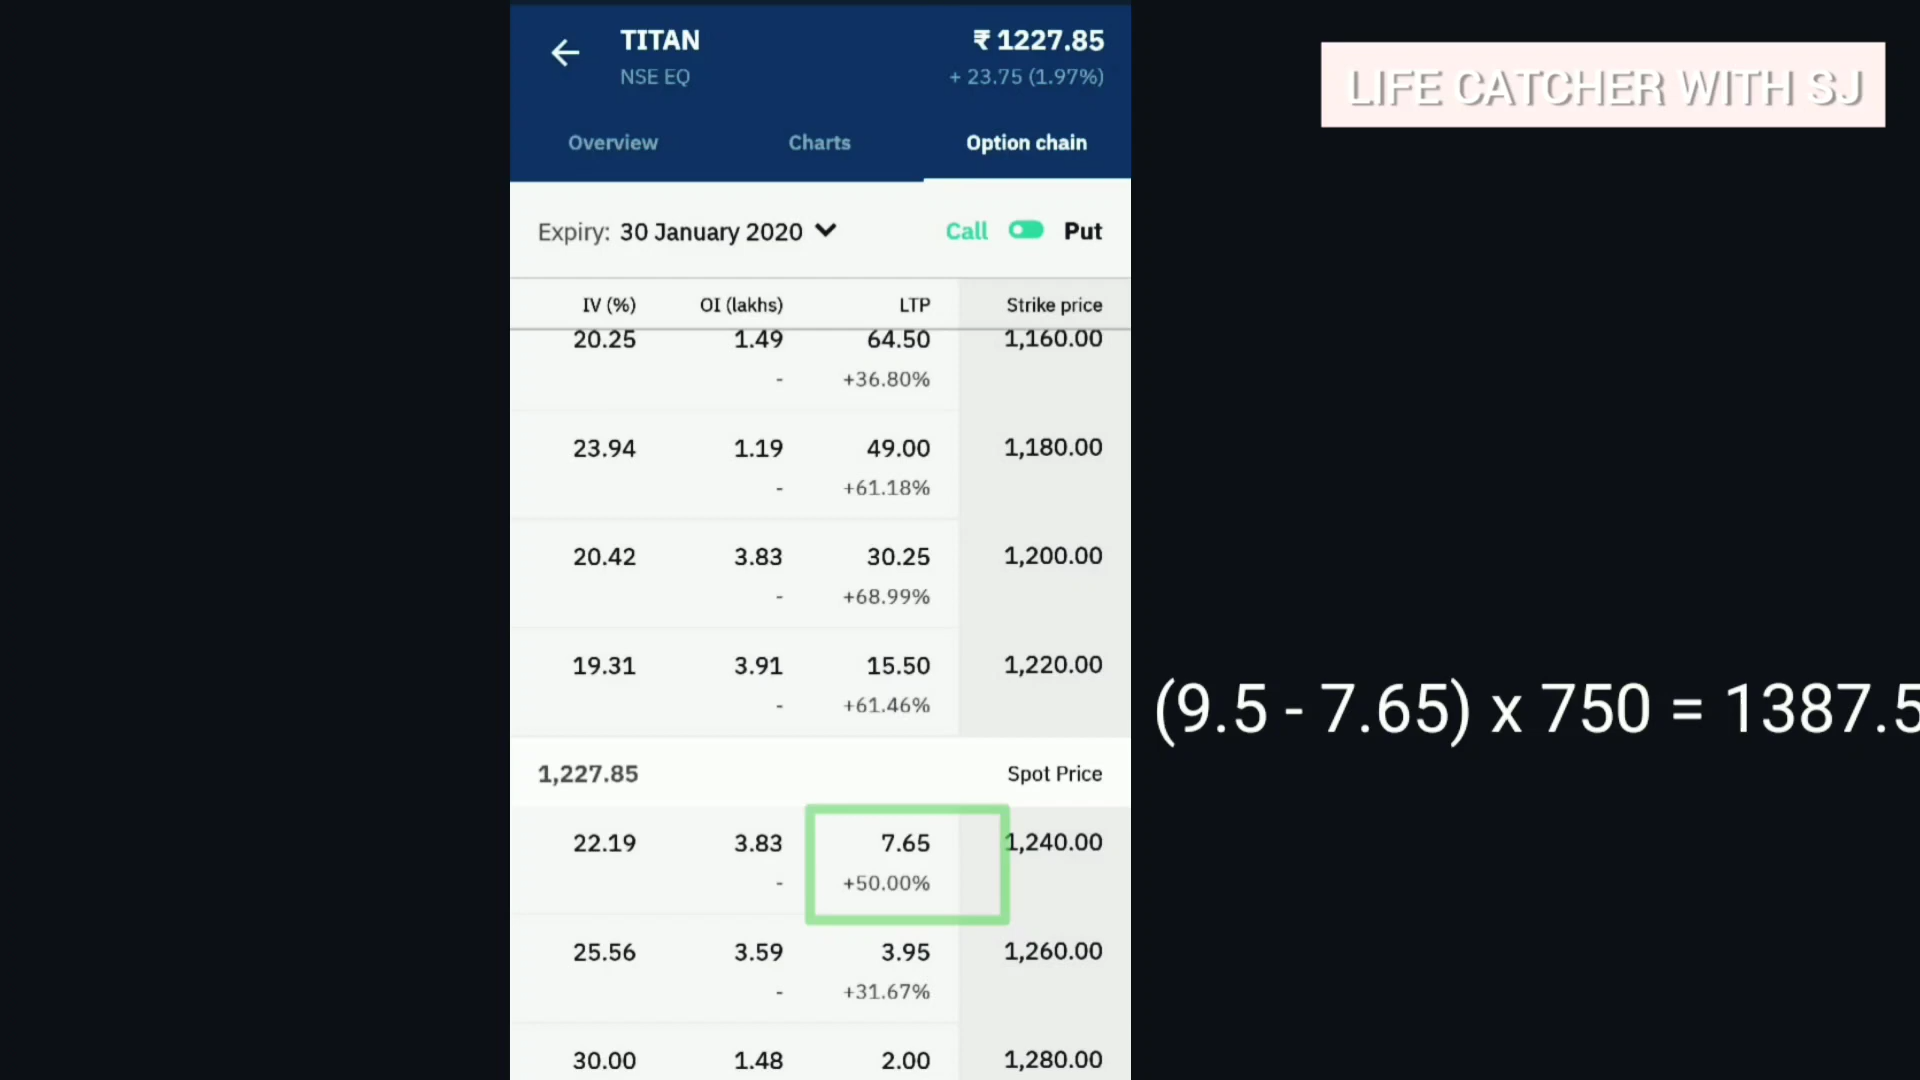 TITAN ₹ 1227.85
NSE EQ + 23.75 (1.97%)
LIFE CATCHER WITH SJ
Overview Charts Option chain
Expiry: 30 January 2020 Call Put
IV (%) OI (lakhs) LTP Strike price
20.25 1.49 64.50 1,160.00
- +36.80%
23.94 1.19 49.00 1,180.00
- +61.18%
20.42 3.83 30.25 1,200.00
- +68.99%
19.31 3.91 15.50 1,220.00
- +61.46%
(9.5 - 7.65) x 750 = 1387.5
1,227.85 Spot Price
22.19 3.83 7.65 1,240.00
- +50.00%
25.56 3.59 3.95 1,260.00
- +31.67%
30.00 1.48 2.00 1,280.00